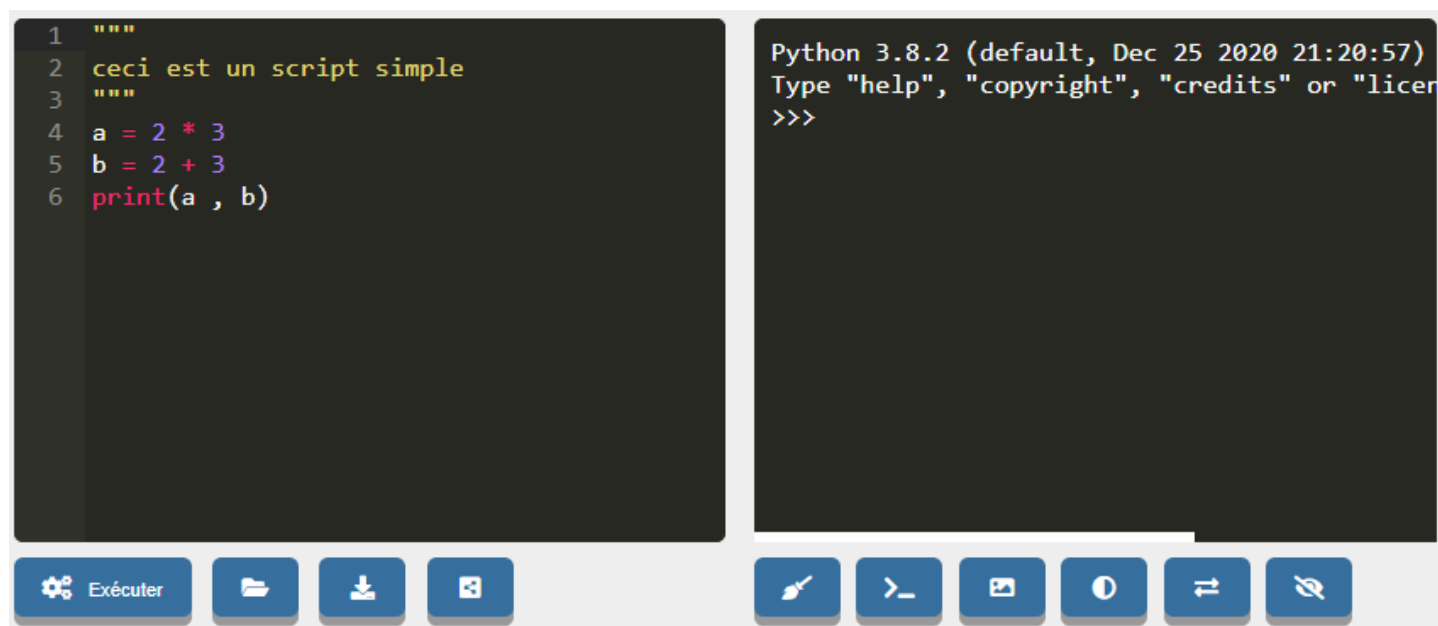 1 """
2 ceci est un script simple
3 """
4 a = 2 * 3
5 b = 2 + 3
6 print(a , b)
Python 3.8.2 (default, Dec 25 2020 21:20:57)
Type "help", "copyright", "credits" or "licen
>>>
Exécuter